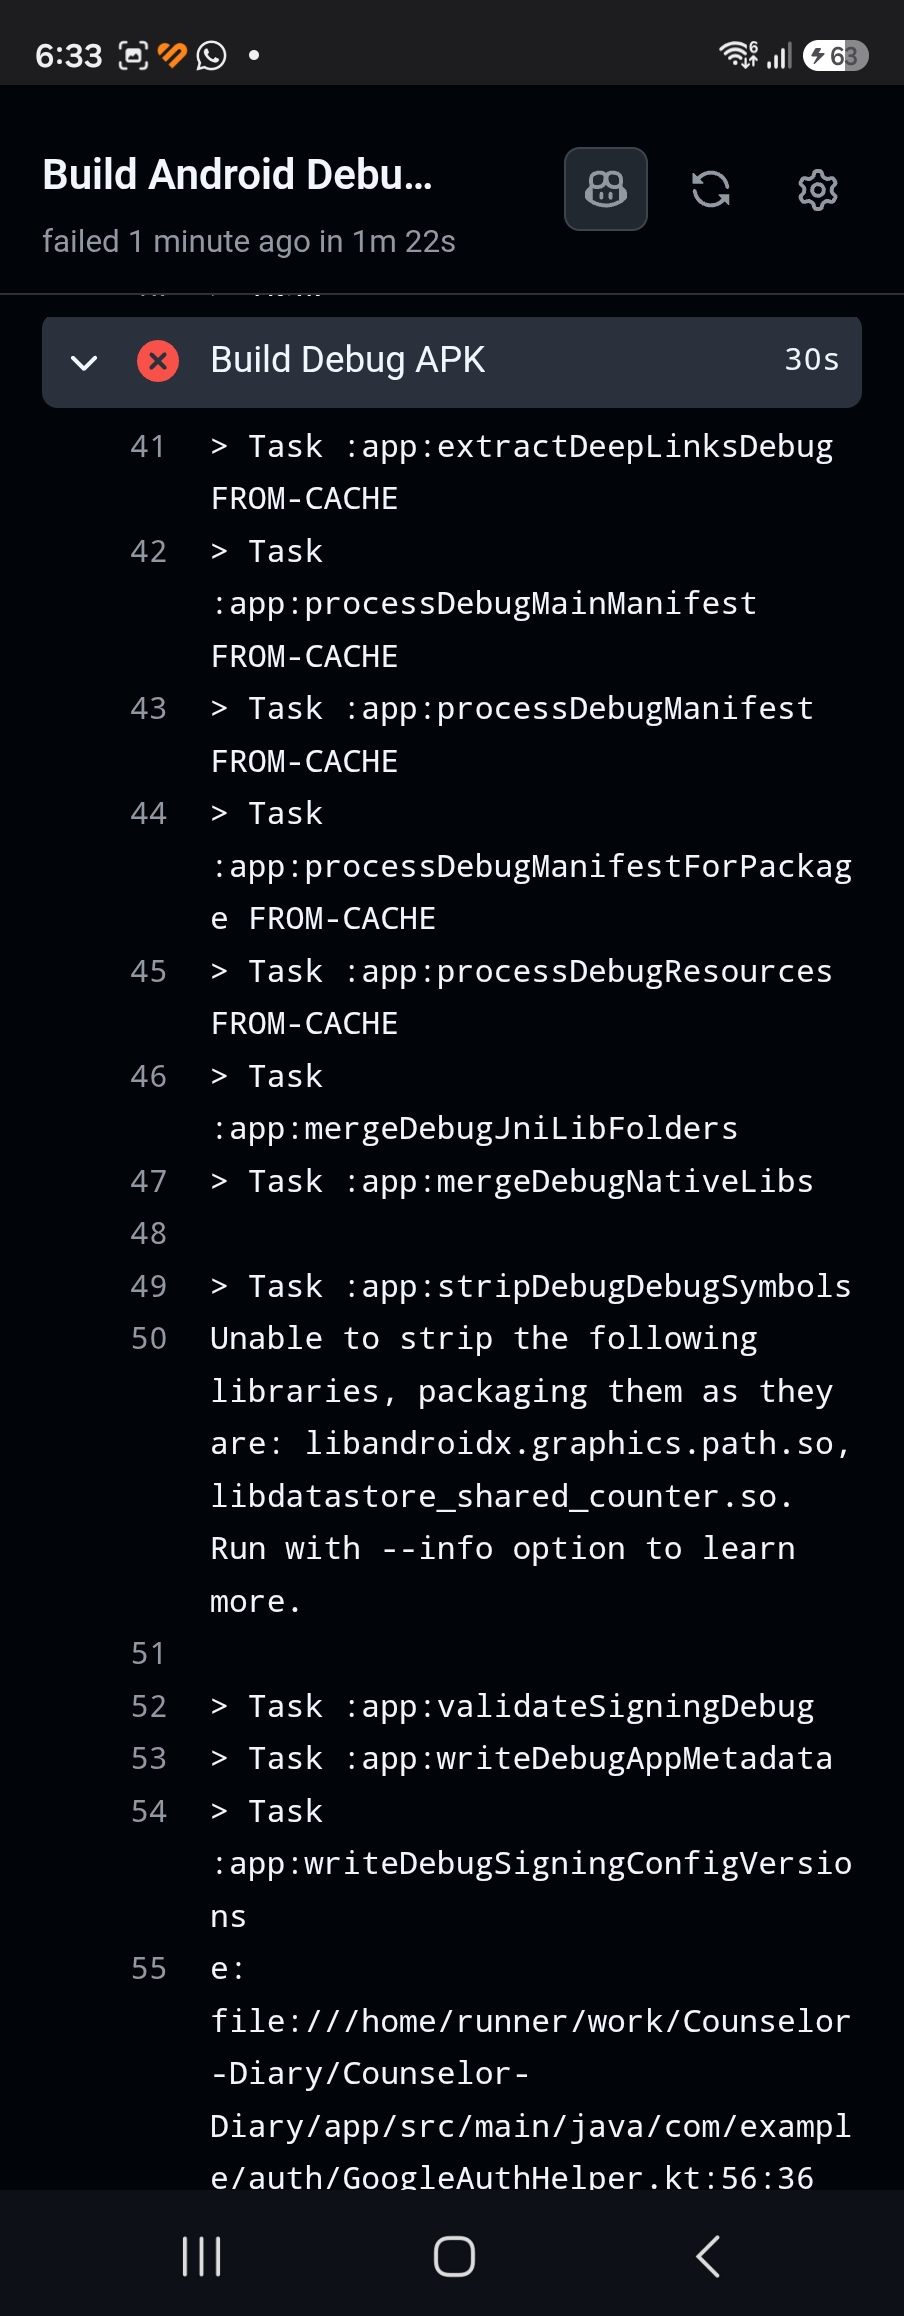 6:33
6
63
Build Android Debu...
failed 1 minute ago in 1m 22s
Build Debug APK 30s
41 > Task :app:extractDeepLinksDebug
FROM-CACHE
42 > Task
:app:processDebugMainManifest
FROM-CACHE
43 > Task :app:processDebugManifest
FROM-CACHE
44 > Task
:app:processDebugManifestForPackag
e FROM-CACHE
45 > Task :app:processDebugResources
FROM-CACHE
46 > Task
:app:mergeDebugJniLibFolders
47 > Task :app:mergeDebugNativeLibs
48
49 > Task :app:stripDebugDebugSymbols
50 Unable to strip the following
libraries, packaging them as they
are: libandroidx.graphics.path.so,
libdatastore_shared_counter.so.
Run with --info option to learn
more.
51
52 > Task :app:validateSigningDebug
53 > Task :app:writeDebugAppMetadata
54 > Task
:app:writeDebugSigningConfigVersio
ns
55 e:
file:///home/runner/work/Counselor
-Diary/Counselor-
Diary/app/src/main/java/com/exampl
e/auth/GoogleAuthHelper.kt:56:36